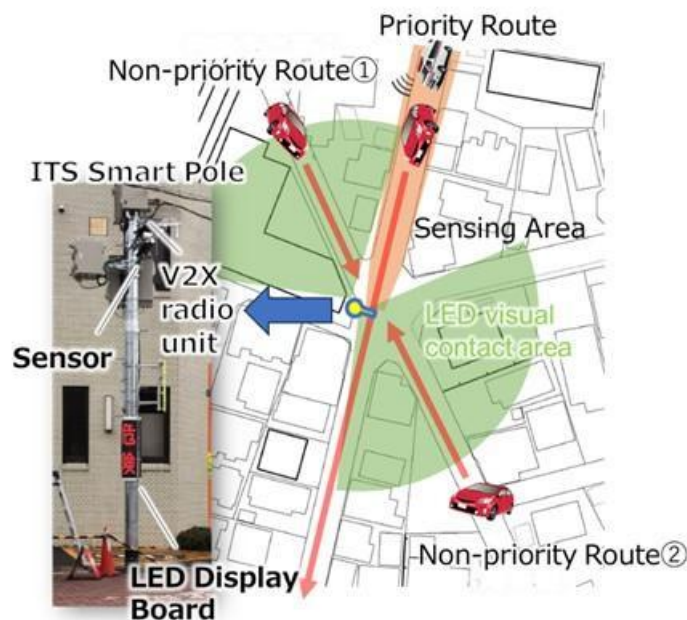 Priority Route
Non-priority Route①
ITS Smart Pole
Sensing Area
V2X
radio
unit
LED visual
contact area
Sensor
Non-priority Route②
LED Display
Board